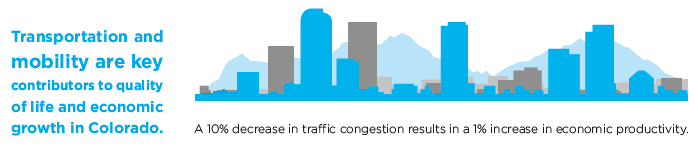 Transportation and
mobility are key
contributors to quality
of life and economic
growth in Colorado.
A 10% decrease in traffic congestion results in a 1% increase in economic productivity.